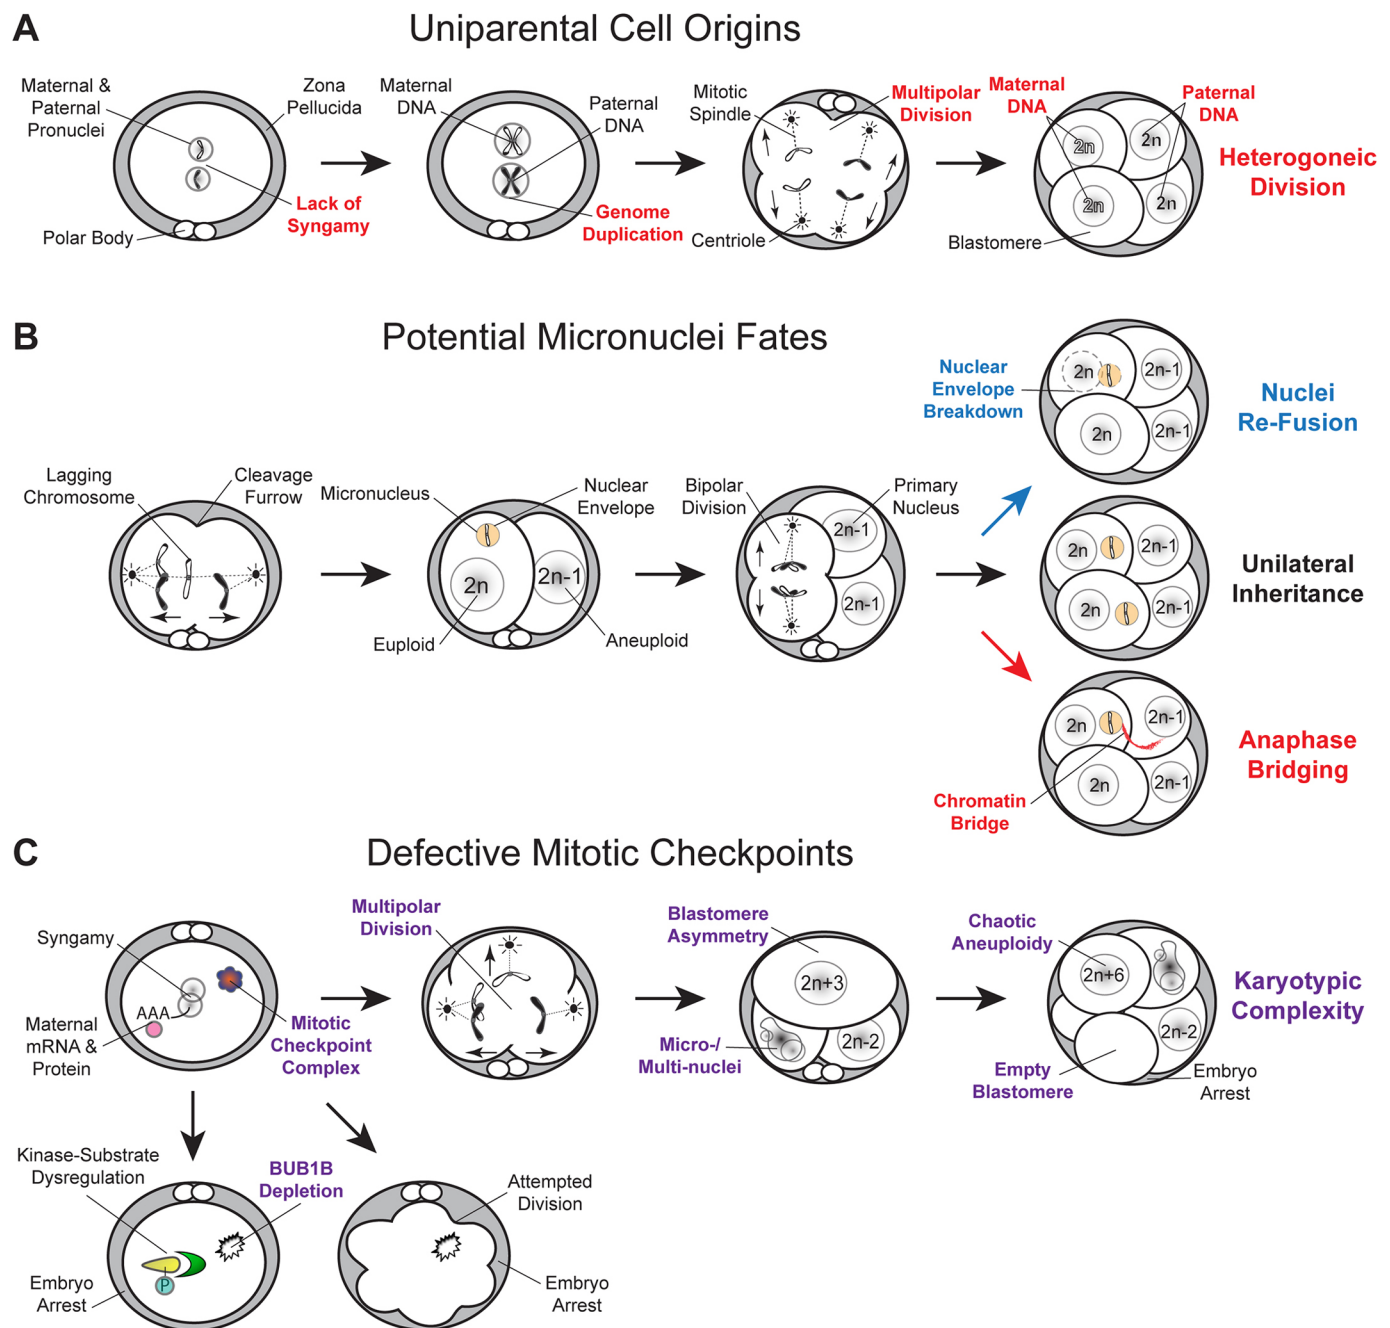 A
Uniparental Cell Origins
Maternal &
Paternal
Pronuclei
Zona
Pellucida
Lack of
Syngamy
Polar Body
Maternal
DNA
Paternal
DNA
Genome
Duplication
Mitotic
Spindle
Multipolar
Division
Centriole
Maternal
DNA
Paternal
DNA
2n
2n
2n
2n
Blastomere
Heterogoneic
Division
B
Potential Micronuclei Fates
Lagging
Chromosome
Cleavage
Furrow
Micronucleus
Nuclear
Envelope
2n
2n-1
Euploid
Aneuploid
Bipolar
Division
Primary
Nucleus
2n-1
2n-1
Nuclear
Envelope
Breakdown
2n
2n-1
2n
2n-1
Nuclei
Re-Fusion
2n
2n-1
2n
2n-1
Unilateral
Inheritance
2n
2n-1
2n
2n-1
Chromatin
Bridge
Anaphase
Bridging
C
Defective Mitotic Checkpoints
Syngamy
AAA
Maternal
mRNA &
Protein
Mitotic
Checkpoint
Complex
Multipolar
Division
Blastomere
Asymmetry
2n+3
2n-2
Micro-/
Multi-nuclei
Chaotic
Aneuploidy
2n+6
2n-2
Empty
Blastomere
Embryo
Arrest
Karyotypic
Complexity
Kinase-Substrate
Dysregulation
BUB1B
Depletion
P
Embryo
Arrest
Attempted
Division
Embryo
Arrest